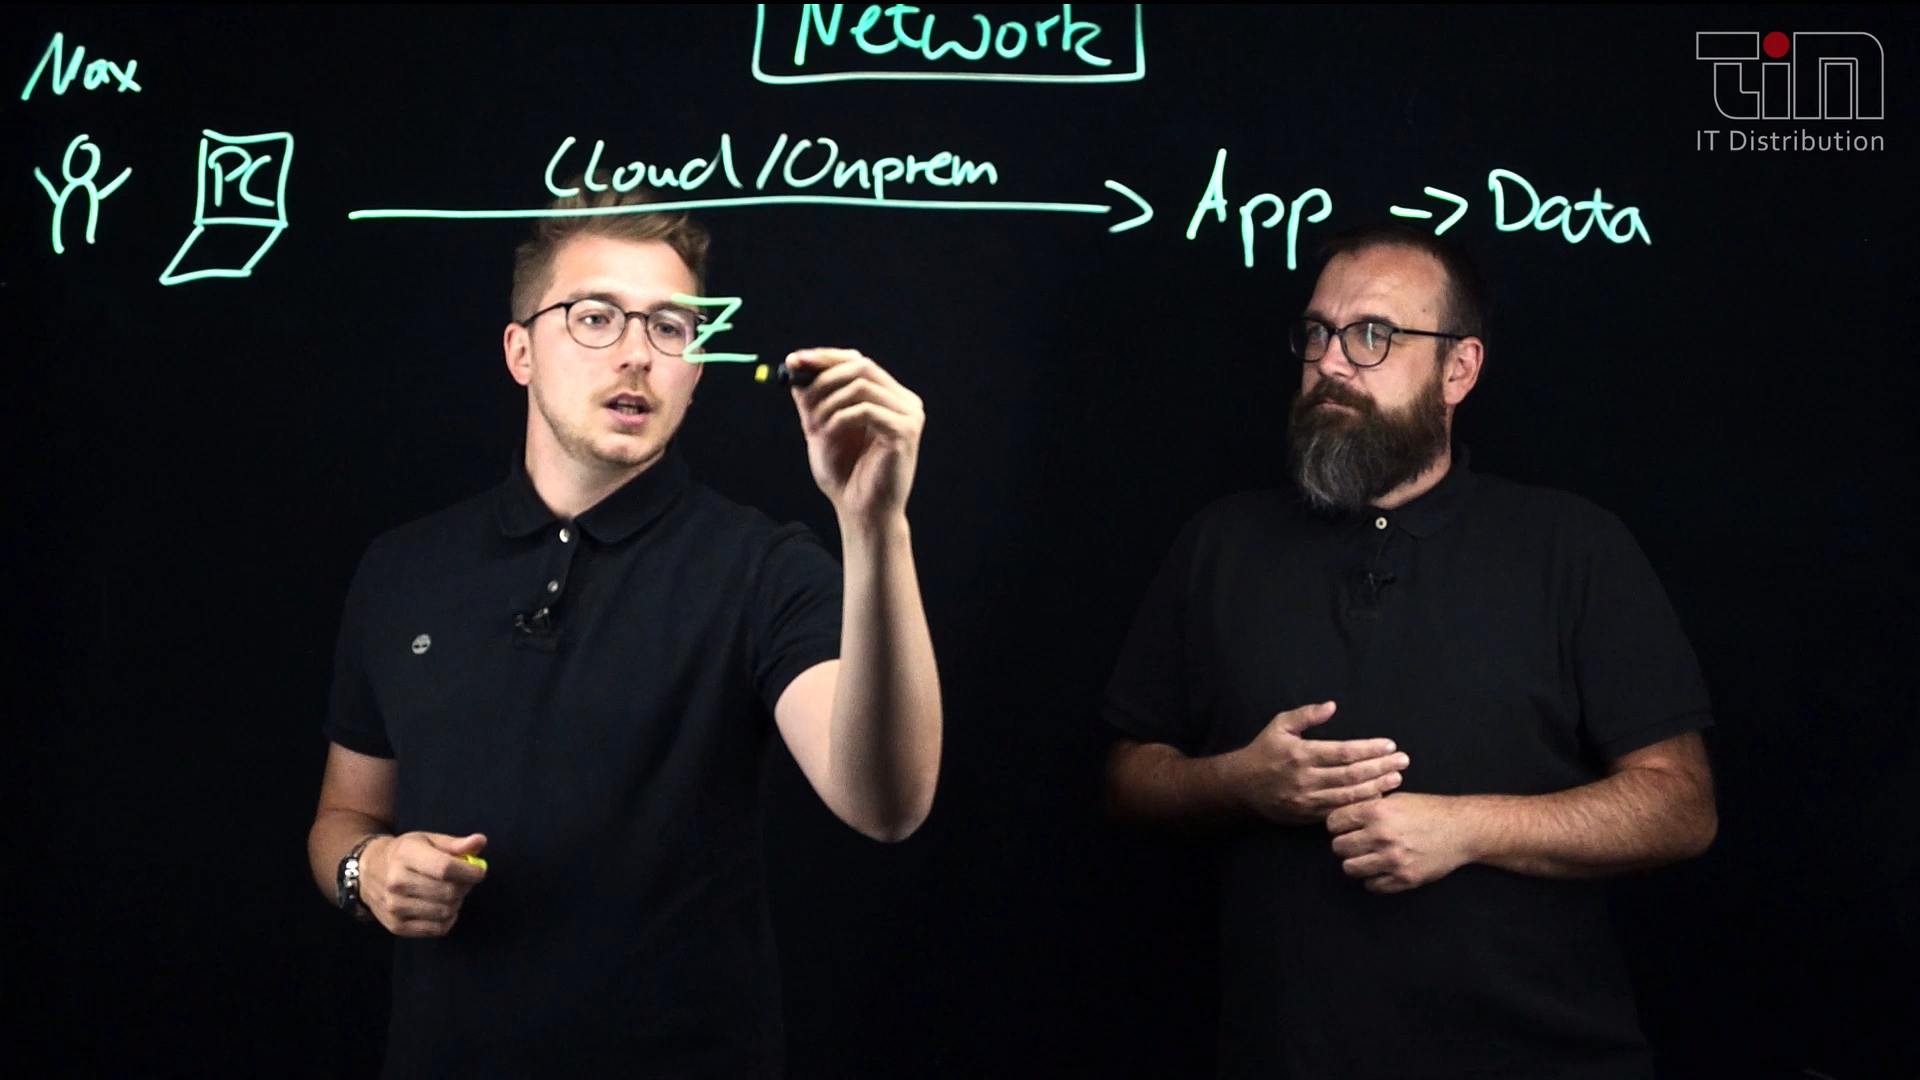 Network
Max
PC
Cloud/Onprem
App -> Data
Z
TIM
IT Distribution